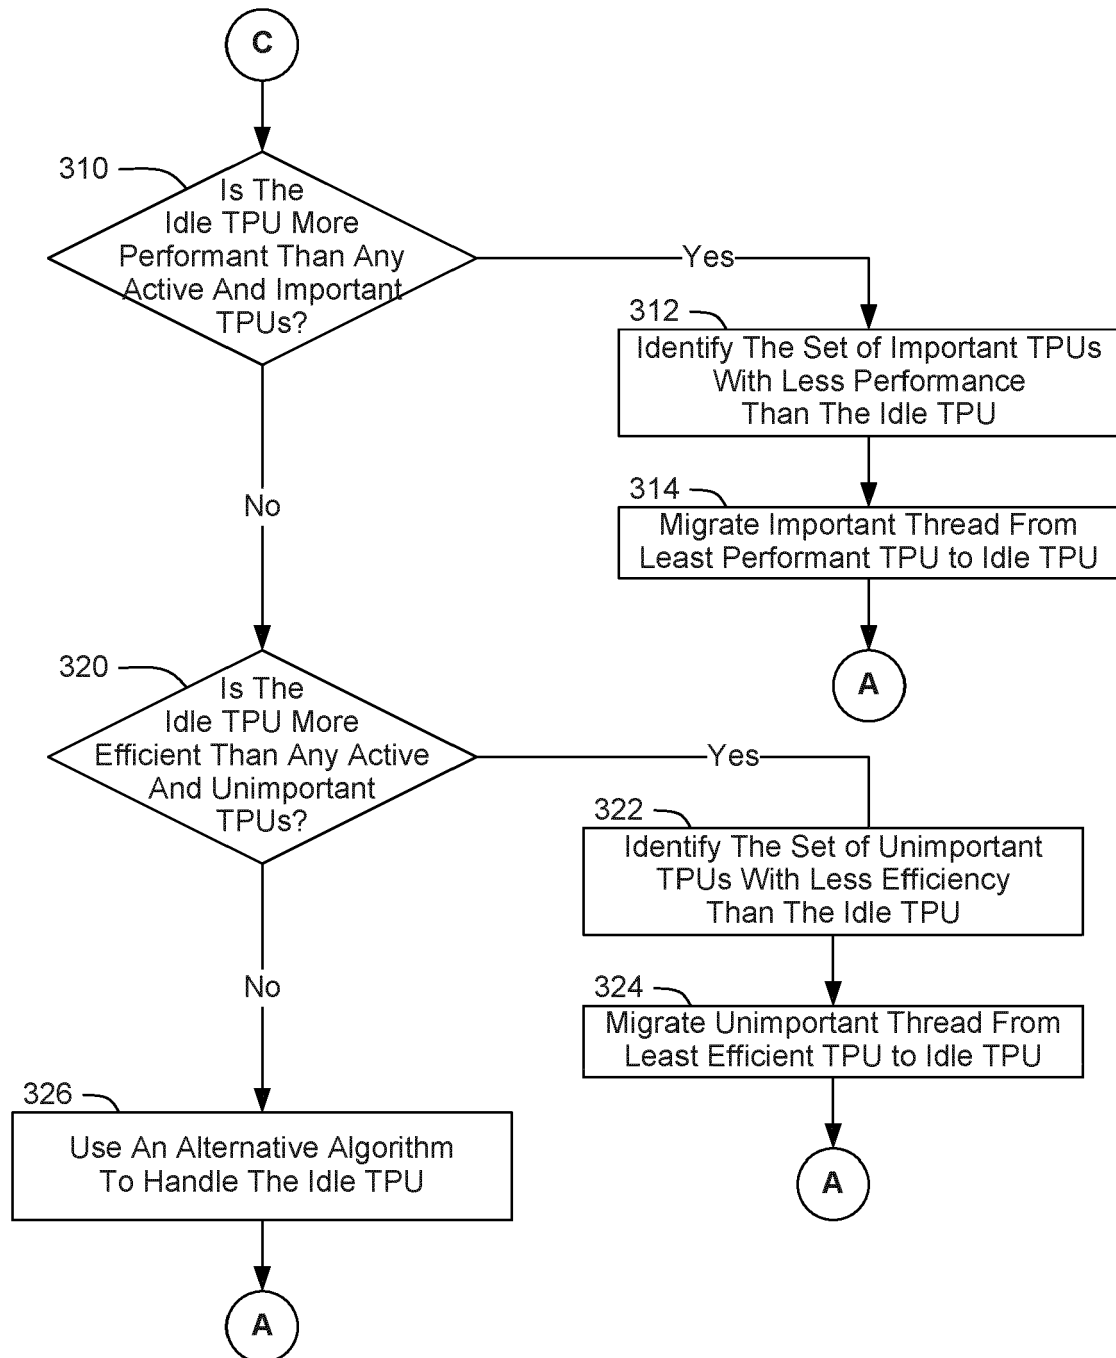 C
310
Is The
Idle TPU More
Performant Than Any
Active And Important
TPUs?
Yes
312
Identify The Set of Important TPUs
With Less Performance
Than The Idle TPU
314
Migrate Important Thread From
Least Performant TPU to Idle TPU
A
No
320
Is The
Idle TPU More
Efficient Than Any Active
And Unimportant
TPUs?
Yes
322
Identify The Set of Unimportant
TPUs With Less Efficiency
Than The Idle TPU
324
Migrate Unimportant Thread From
Least Efficient TPU to Idle TPU
A
No
326
Use An Alternative Algorithm
To Handle The Idle TPU
A